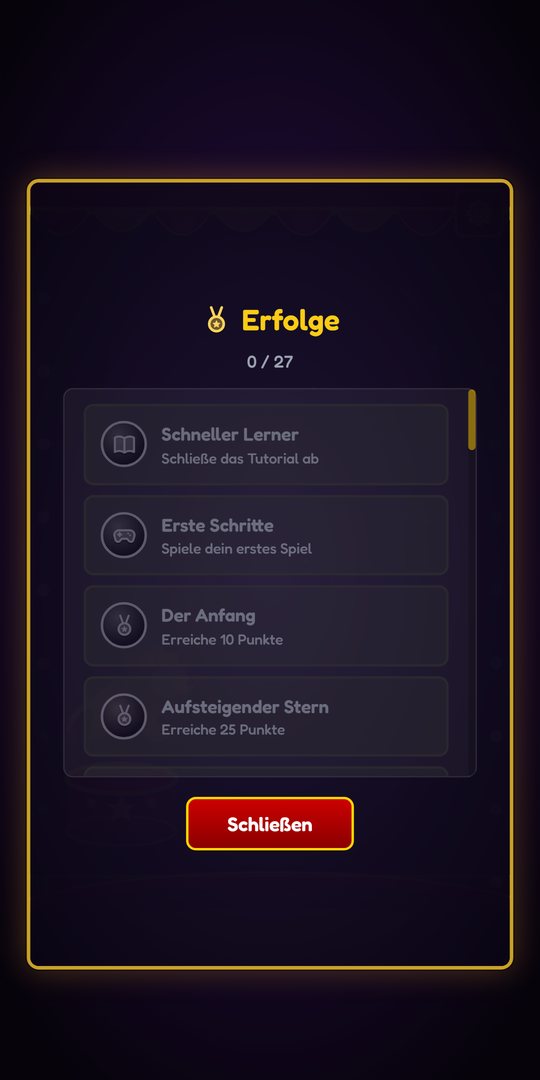 Erfolge
0 / 27
Schneller Lerner
Schließe das Tutorial ab
Erste Schritte
Spiele dein erstes Spiel
Der Anfang
Erreiche 10 Punkte
Aufsteigender Stern
Erreiche 25 Punkte
Schließen